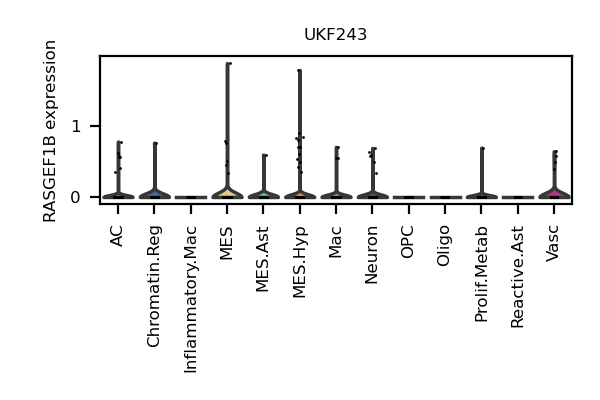 UKF243
RASGEF1B expression
1
0
AC
Chromatin.Reg
Inflammatory.Mac
MES
MES.Ast
MES.Hyp
Mac
Neuron
OPC
Oligo
Prolif.Metab
Reactive.Ast
Vasc